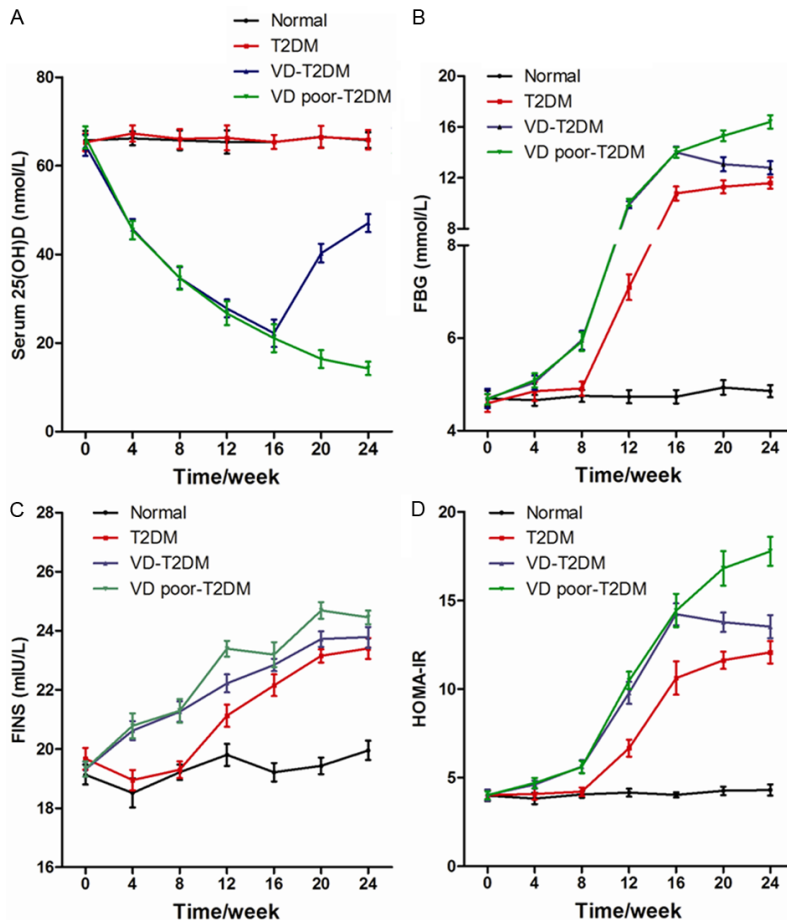 A
Normal
T2DM
VD-T2DM
VD poor-T2DM
Serum 25(OH)D (nmol/L)
80
60
40
20
0
0 4 8 12 16 20 24
Time/week
B
Normal
T2DM
VD-T2DM
VD poor-T2DM
FBG (mmol/L)
20
16
12
8
8
6
4
0 4 8 12 16 20 24
Time/week
C
Normal
T2DM
VD-T2DM
VD poor-T2DM
FINS (mIU/L)
28
26
24
22
20
18
16
0 4 8 12 16 20 24
Time/week
D
Normal
T2DM
VD-T2DM
VD poor-T2DM
HOMA-IR
20
15
10
5
0
0 4 8 12 16 20 24
Time/week